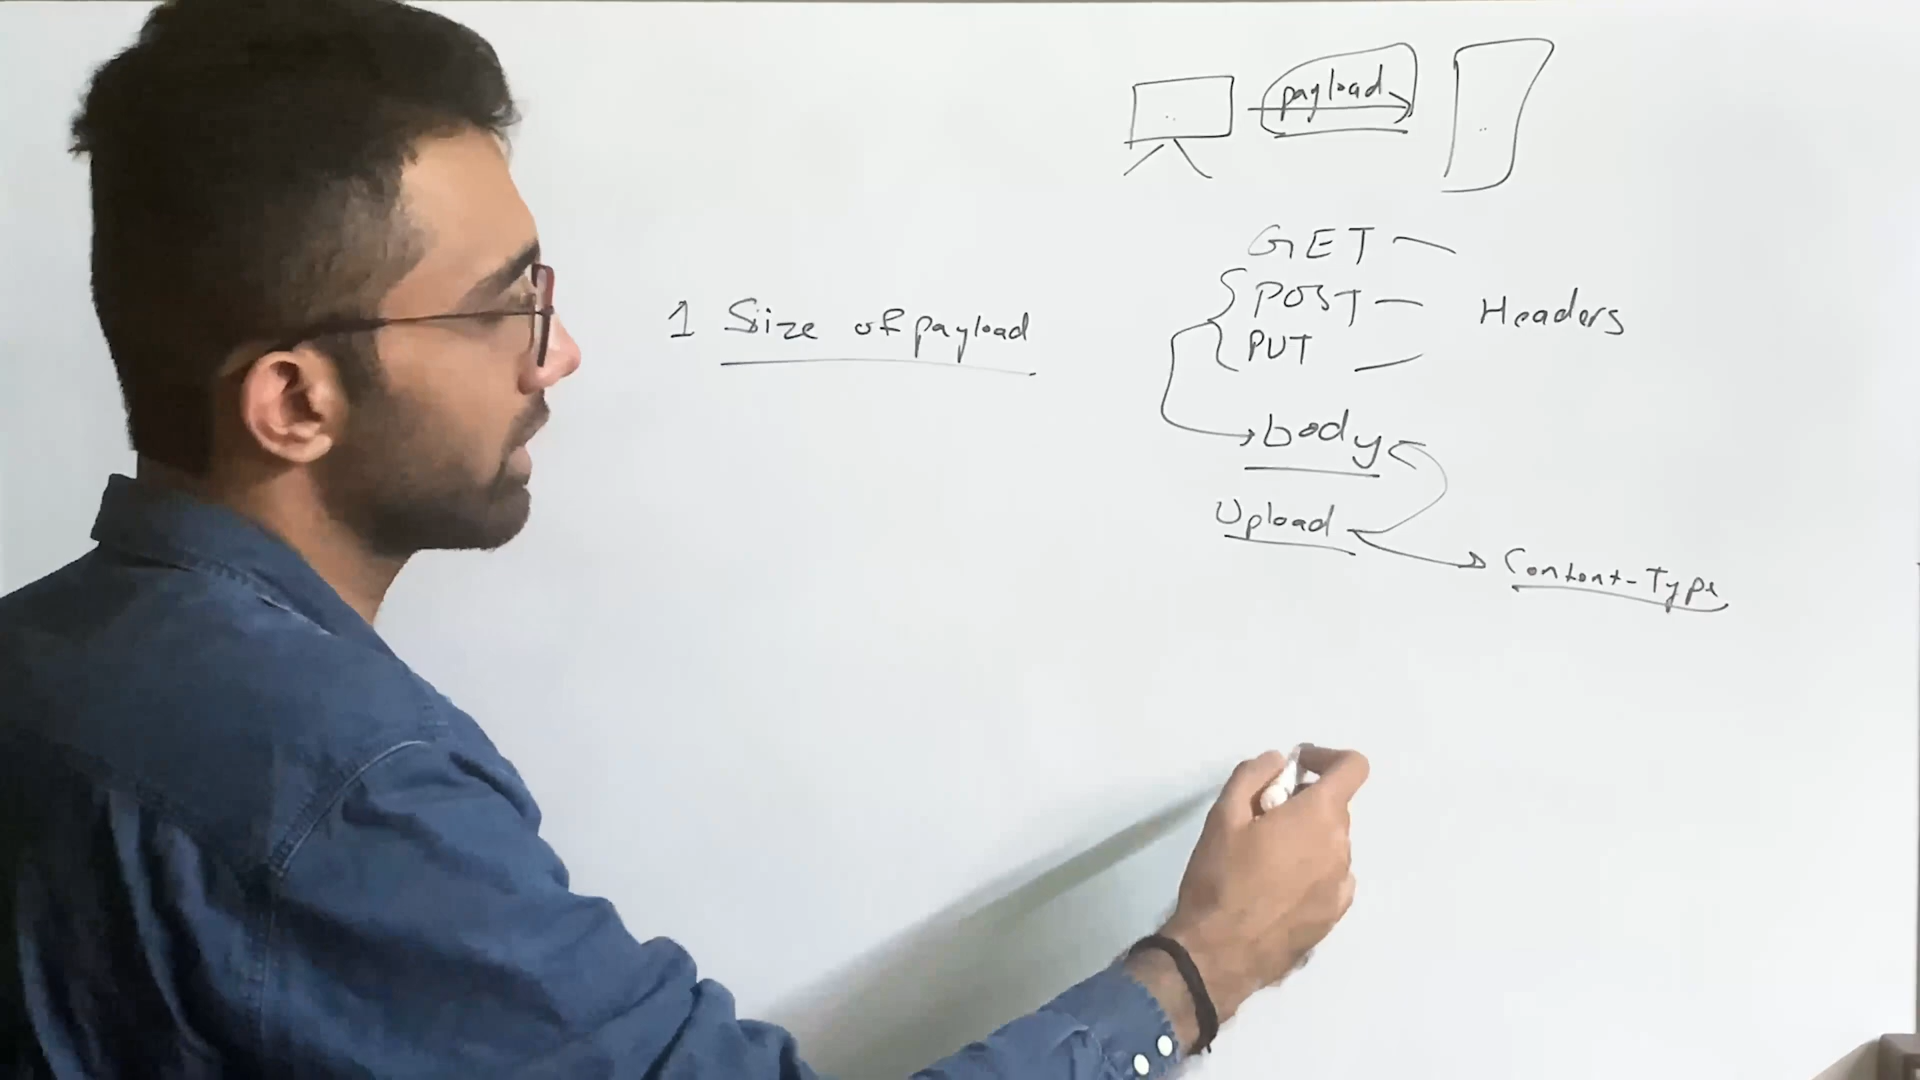 payload
GET
POST
PUT
Headers
1 Size of payload
body
Upload
Content-Type